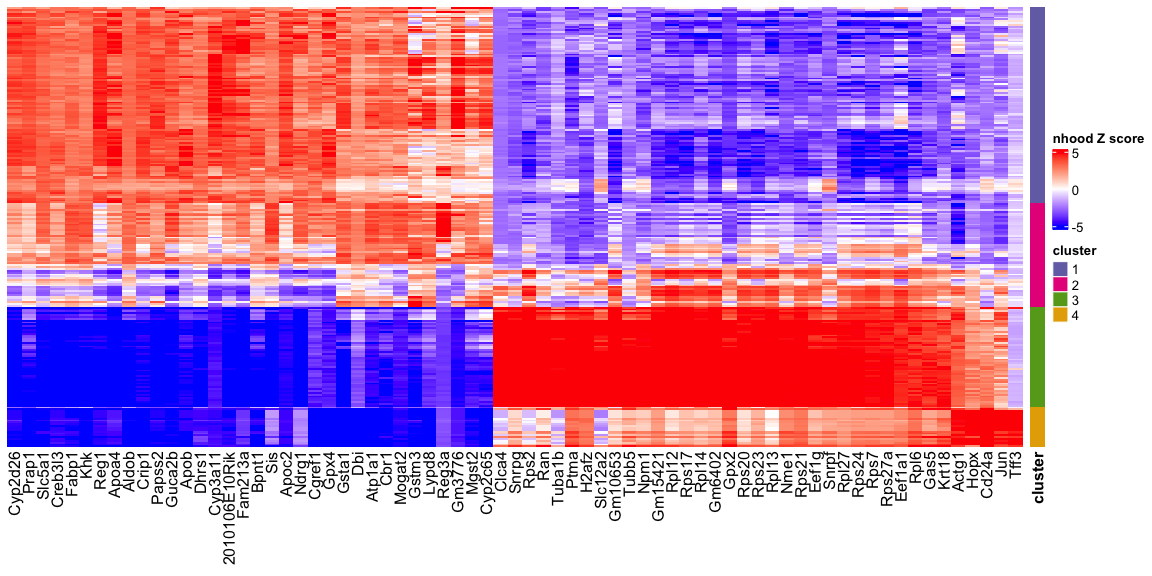 nhood Z score
5
0
-5
cluster
1
2
3
4
Cyp2d26
Prap1
Slc5a1
Creb3l3
Fabp1
Khk
Reg1
Apoa4
Aldob
Crip1
Papss2
Guca2b
Apob
Dhrs1
Cyp3a11
2010106E10Rik
Fam213a
Bpnt1
Sis
Apoc2
Ndrg1
Cgref1
Gpx4
Gsta1
Dbi
Atp1a1
Cbr1
Mogat2
Gstm3
Lypd8
Reg3a
Gm3776
Mgst2
Cyp2c65
Clca4
Snrpg
Rps2
Ran
Tuba1b
Ptma
H2afz
Slc12a2
Gm10653
Tubb5
Npm1
Gm15421
Rpl12
Rps17
Rpl14
Gm6402
Gpx2
Rps20
Rps23
Rpl13
Nme1
Eef1g
Snrpf
Rpl27
Rps24
Rps7
Rps27a
Eef1a1
Rpl6
Gas5
Krt18
Actg1
Hopx
Cd24a
Jun
Tff3
cluster